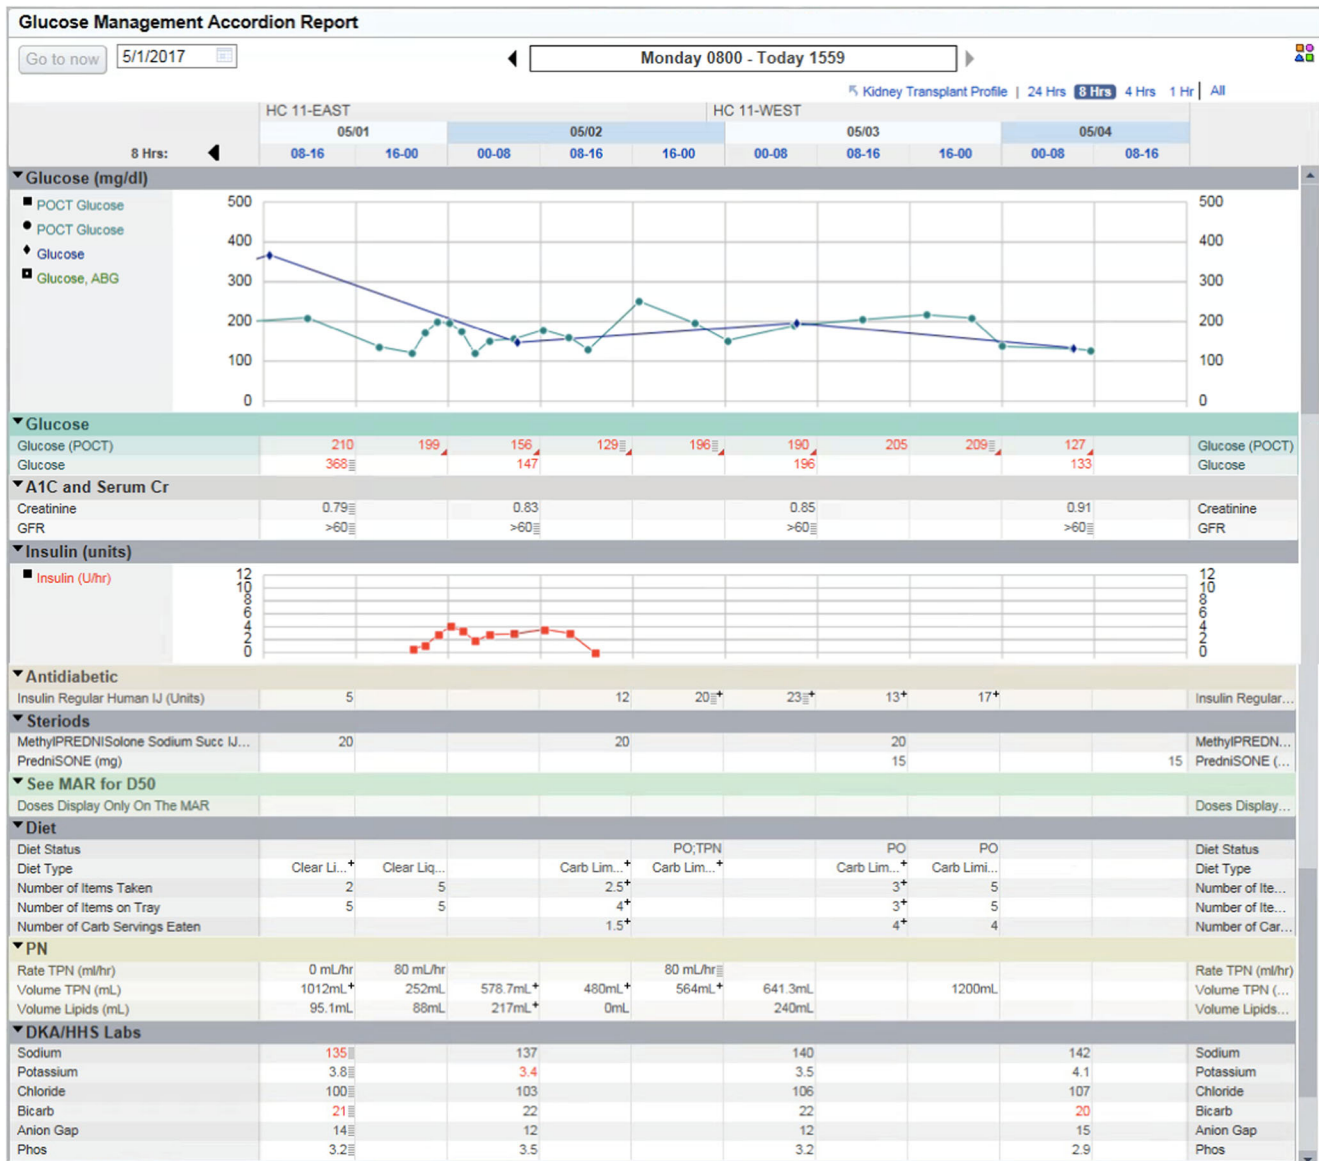 Glucose Management Accordion Report
Go to now 5/1/2017 Monday 0800 - Today 1559
Kidney Transplant Profile | 24 Hrs 8 Hrs 4 Hrs 1 Hr All
HC 11-EAST HC 11-WEST
05/01 05/02 05/03 05/04
8 Hrs: 08-16 16-00 00-08 08-16 16-00 00-08 08-16 16-00 00-08 08-16
Glucose (mg/dl)
POCT Glucose
POCT Glucose
Glucose
Glucose, ABG
500 500
400 400
300 300
200 200
100 100
0 0
Glucose
Glucose (POCT) 210 199 156 129 196 190 205 209 127 Glucose (POCT)
Glucose 368 147 196 133 Glucose
A1C and Serum Cr
Creatinine 0.79 0.83 0.85 0.91 Creatinine
GFR >60 >60 >60 >60 GFR
Insulin (units)
Insulin (U/hr)
12 12
10 10
8 8
6 6
4 4
2 2
0 0
Antidiabetic
Insulin Regular Human IJ (Units) 5 12 20+ 23+ 13+ 17+ Insulin Regular...
Steriods
MethylPREDNISolone Sodium Succ IJ... 20 20 20 MethylPREDN...
PredniSONE (mg) 15 15 PredniSONE (...
See MAR for D50
Doses Display Only On The MAR Doses Display...
Diet
Diet Status PO;TPN PO PO Diet Status
Diet Type Clear Li...+ Clear Liq... Carb Lim...+ Carb Lim...+ Carb Lim...+ Carb Limi... Diet Type
Number of Items Taken 2 5 2.5+ 3+ 5 Number of Ite...
Number of Items on Tray 5 5 4+ 3+ 5 Number of Ite...
Number of Carb Servings Eaten 1.5+ 4+ 4 Number of Car...
PN
Rate TPN (ml/hr) 0 mL/hr 80 mL/hr 80 mL/hr Rate TPN (ml/hr)
Volume TPN (mL) 1012mL+ 252mL 578.7mL+ 480mL+ 564mL+ 641.3mL 1200mL Volume TPN (...
Volume Lipids (mL) 95.1mL 88mL 217mL+ 0mL 240mL Volume Lipids...
DKA/HHS Labs
Sodium 135 137 140 142 Sodium
Potassium 3.8 3.4 3.5 4.1 Potassium
Chloride 100 103 106 107 Chloride
Bicarb 21 22 22 20 Bicarb
Anion Gap 14 12 12 15 Anion Gap
Phos 3.2 3.5 3.2 2.9 Phos